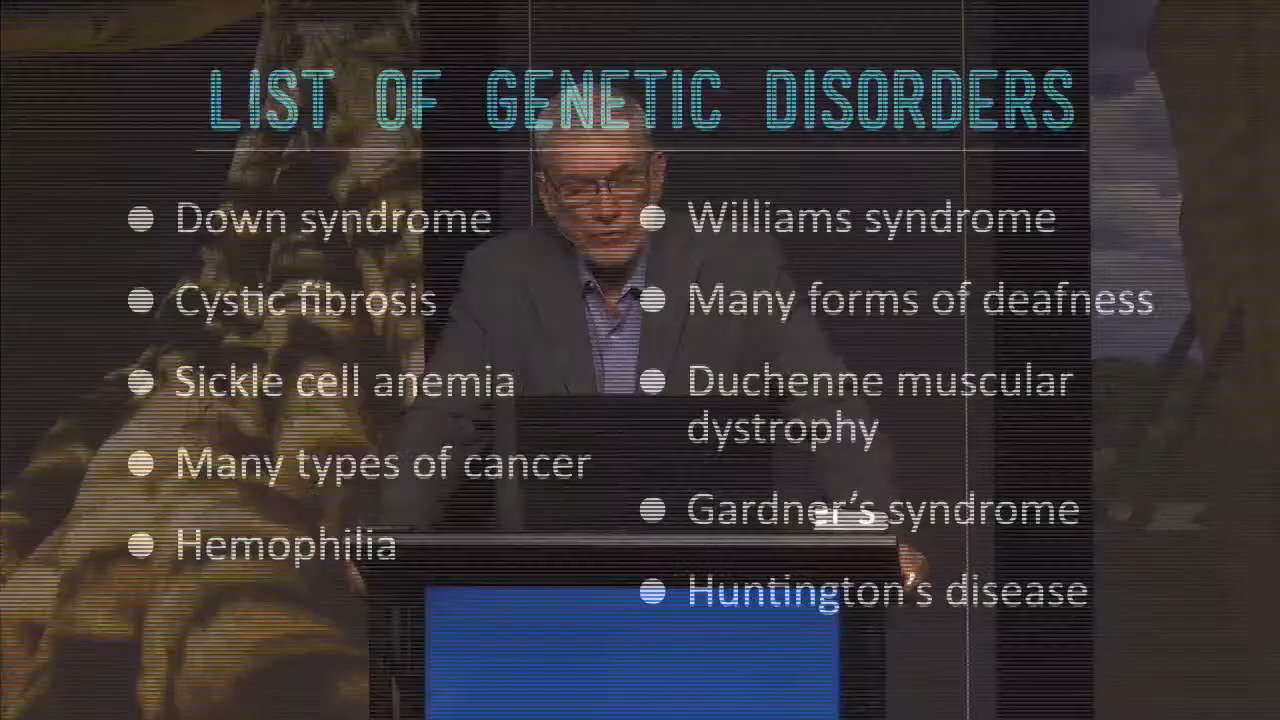 LIST OF GENETIC DISORDERS
● Down syndrome
● Cystic fibrosis
● Sickle cell anemia
● Many types of cancer
● Hemophilia
● Williams syndrome
● Many forms of deafness
● Duchenne muscular
dystrophy
● Gardner’s syndrome
● Huntington’s disease